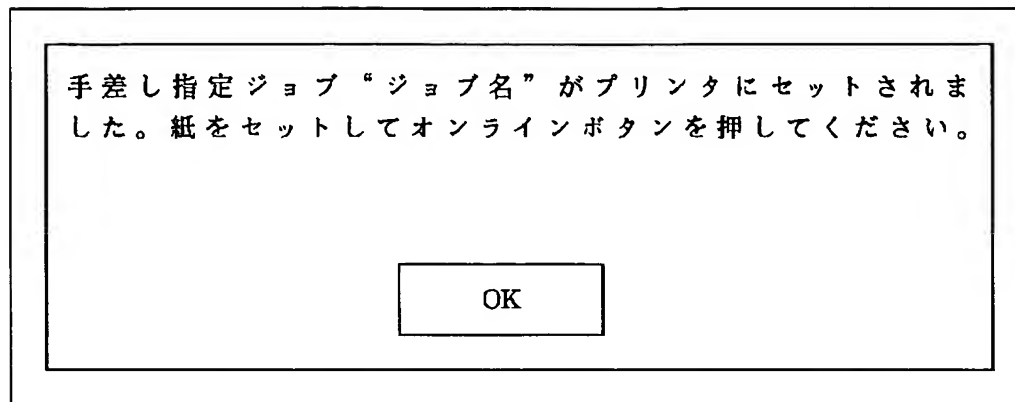 手差し指定ジョブ“ジョブ名”がプリンタにセットされま
した。紙をセットしてオンラインボタンを押してください。
OK